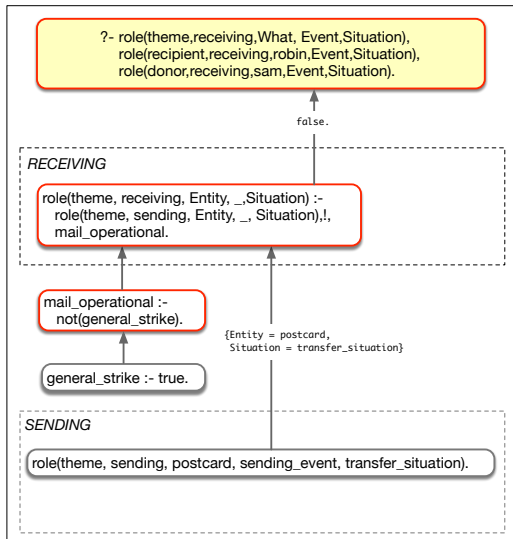 ?- role(theme,receiving,What, Event,Situation),
role(recipient,receiving,robin,Event,Situation),
role(donor,receiving,sam,Event,Situation).
false.
RECEIVING
role(theme, receiving, Entity, _,Situation) :-
role(theme, sending, Entity, _, Situation),!,
mail_operational.
mail_operational :-
not(general_strike).
{Entity = postcard,
Situation = transfer_situation}
general_strike :- true.
SENDING
role(theme, sending, postcard, sending_event, transfer_situation).